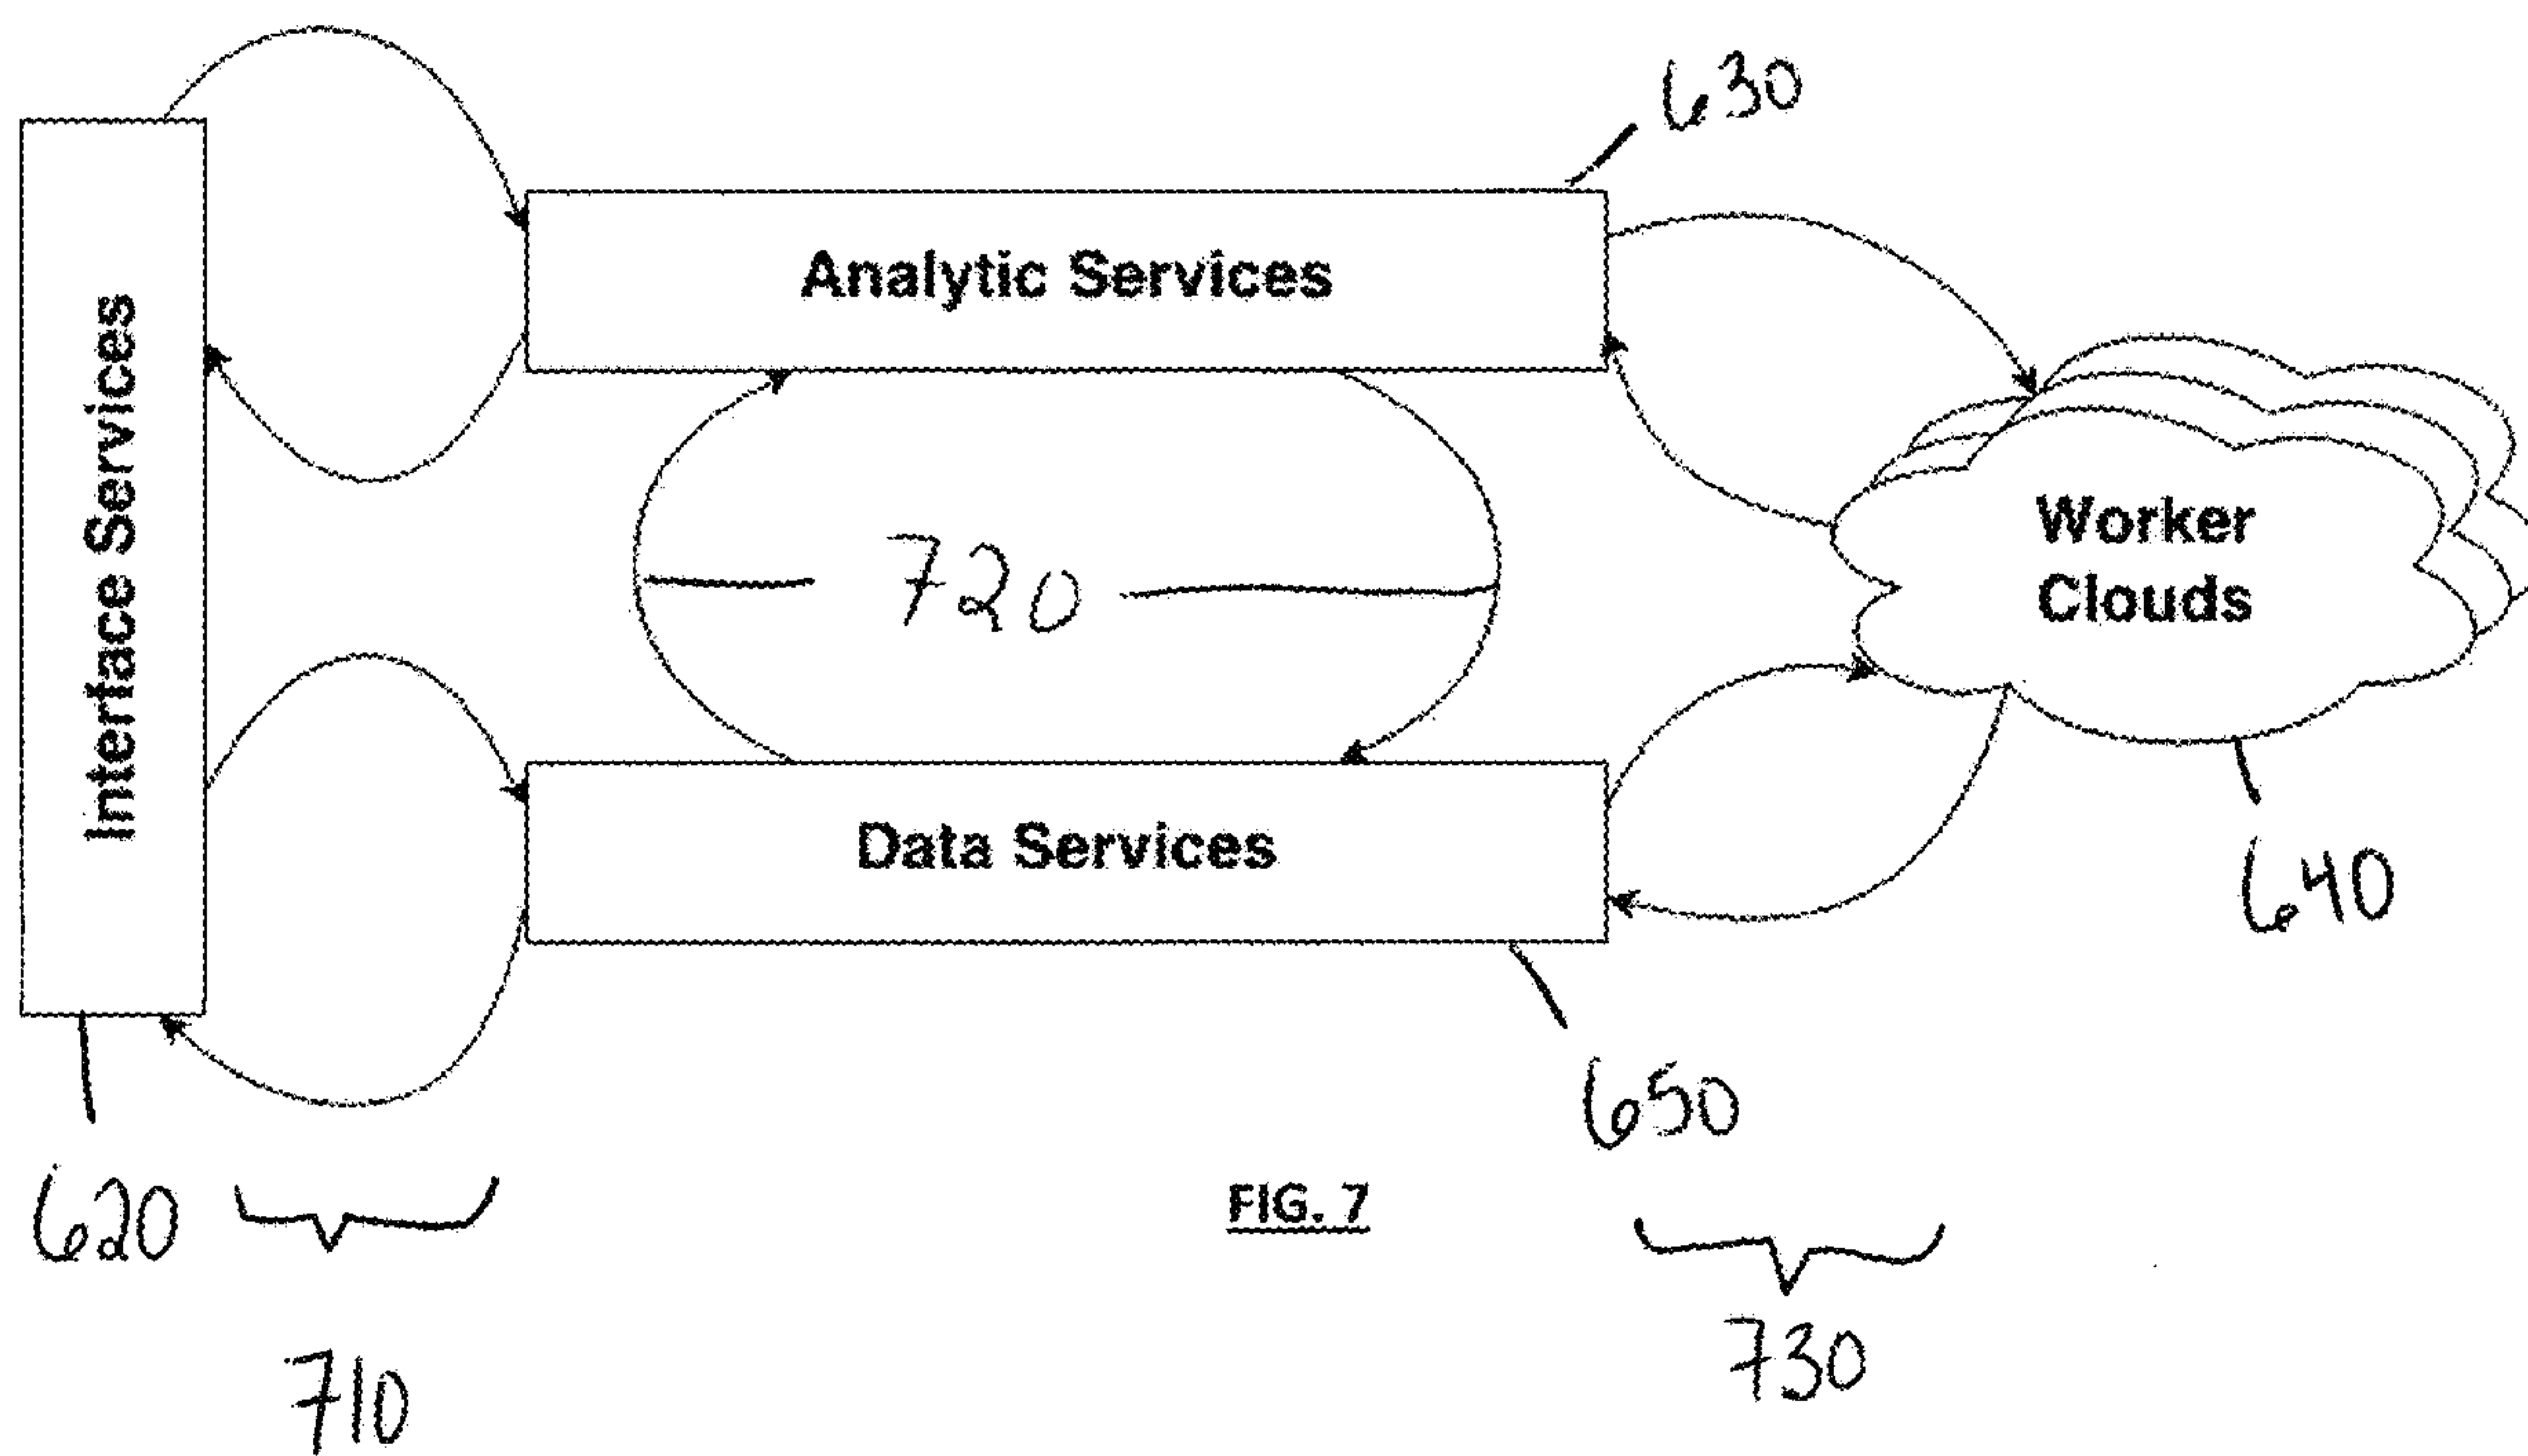 630
Analytic Services
Interface Services
Worker
Clouds
720
Data Services
640
650
620
FIG. 7
710
730